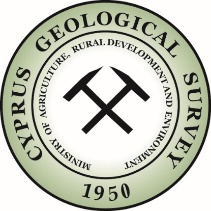 CYPRUS GEOLOGICAL SURVEY
MINISTRY OF AGRICULTURE, RURAL DEVELOPMENT AND ENVIRONMENT
1950